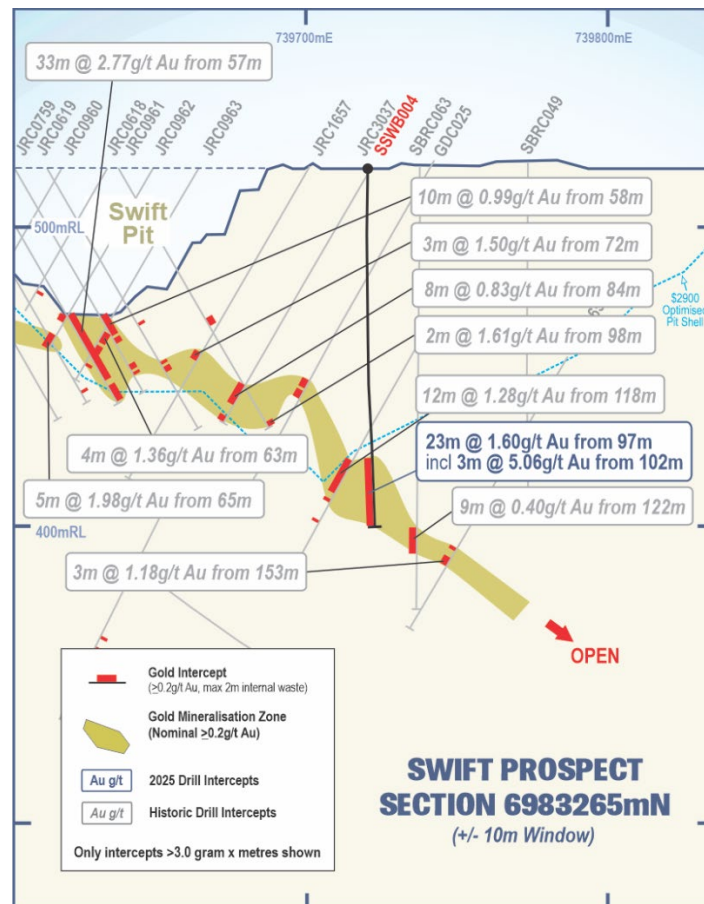 739700mE
739800mE
33m @ 2.77g/t Au from 57m
JRC0759
JRC0619
JRC0960
JRC0618
JRC0961
JRC0962
JRC0963
JRC1657
JRC3037
SSWB004
SBRC063
GDC025
SBRC049
Swift
Pit
500mRL
10m @ 0.99g/t Au from 58m
3m @ 1.50g/t Au from 72m
8m @ 0.83g/t Au from 84m
2m @ 1.61g/t Au from 98m
$2900
Optimised
Pit Shell
12m @ 1.28g/t Au from 118m
23m @ 1.60g/t Au from 97m
incl 3m @ 5.06g/t Au from 102m
4m @ 1.36g/t Au from 63m
5m @ 1.98g/t Au from 65m
9m @ 0.40g/t Au from 122m
400mRL
3m @ 1.18g/t Au from 153m
OPEN
Gold Intercept
(≥0.2g/t Au, max 2m internal waste)
Gold Mineralisation Zone
(Nominal ≥0.2g/t Au)
Au g/t 2025 Drill Intercepts
Au g/t Historic Drill Intercepts
Only intercepts >3.0 gram x metres shown
SWIFT PROSPECT
SECTION 6983265mN
(+/- 10m Window)